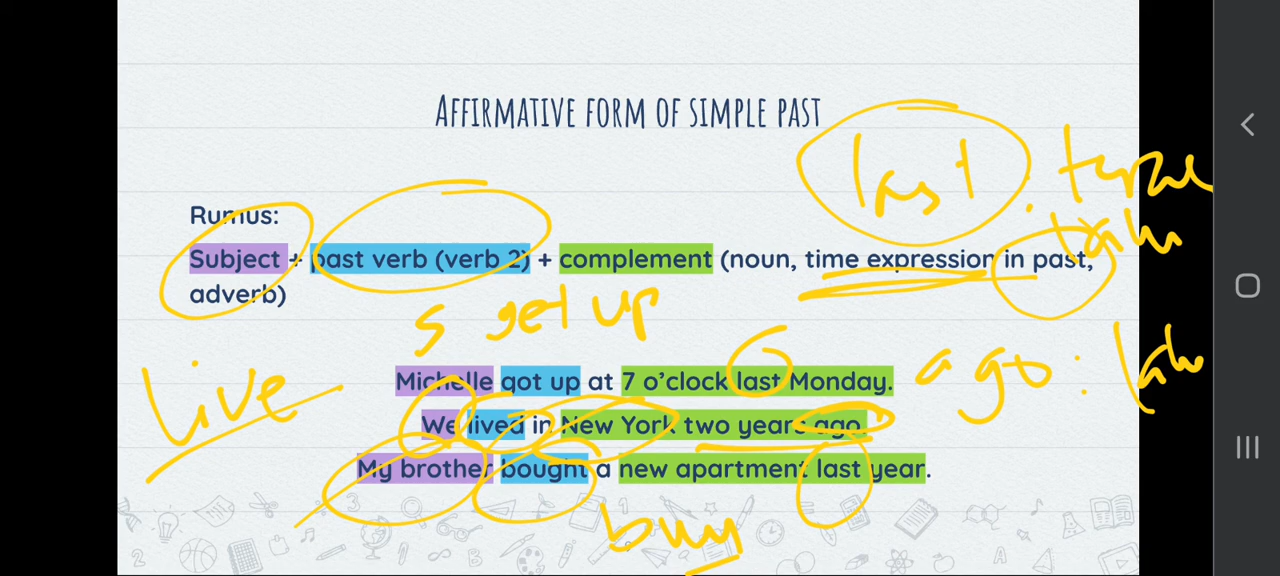 AFFIRMATIVE FORM OF SIMPLE PAST
last :
Rumus:
Subject + past verb (verb 2) + complement (noun, time expression in past,
adverb)
S get up
Michelle got up at 7 o'clock last Monday.
ago :
Live
We lived in New York two years ago.
My brother bought a new apartment last year.
buy